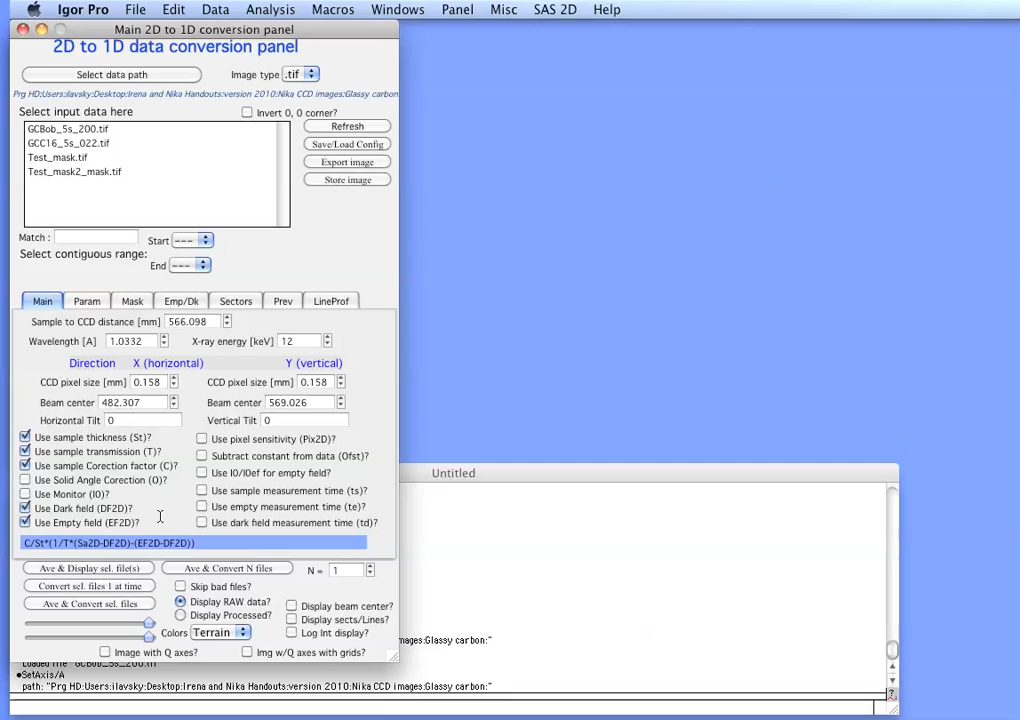 Igor Pro File Edit Data Analysis Macros Windows Panel Misc SAS 2D Help
Main 2D to 1D conversion panel
2D to 1D data conversion panel
Select data path Image type .tif
Prg HD:Users:ilavsky:Desktop:Irena and Nika Handouts:version 2010:Nika CCD images:Glassy carbon:
Select input data here Invert 0, 0 corner?
GCBob_5s_200.tif Refresh
GCC16_5s_022.tif Save/Load Config
Test_mask.tif Export image
Test_mask2_mask.tif Store image
Match : Start ---
Select contiguous range:
End ---
Main Param Mask Emp/Dk Sectors Prev LineProf
Sample to CCD distance [mm] 566.098
Wavelength [A] 1.0332 X-ray energy [keV] 12
Direction X (horizontal) Y (vertical)
CCD pixel size [mm] 0.158 CCD pixel size [mm] 0.158
Beam center 482.307 Beam center 569.026
Horizontal Tilt 0 Vertical Tilt 0
Use sample thickness (St)? Use pixel sensitivity (Pix2D)?
Use sample transmission (T)? Subtract constant from data (Ofst)?
Use sample Corection factor (C)? Use I0/I0ef for empty field?
Use Solid Angle Corection (O)? Use sample measurement time (ts)?
Use Monitor (I0)? Use empty measurement time (te)?
Use Dark field (DF2D)? Use dark field measurement time (td)?
Use Empty field (EF2D)?
C/St*(1/T*(Sa2D-DF2D)-(EF2D-DF2D))
Ave & Display sel. file(s) Ave & Convert N files N = 1
Convert sel. files 1 at time Skip bad files?
Ave & Convert sel. files Display RAW data? Display beam center?
Display Processed? Display sects/Lines?
Colors Terrain Log Int display?
Image with Q axes? Img w/Q axes with grids?
Untitled
mages:Glassy carbon:"
Loaded file "GCBob_5s_200.tif
•SetAxis/A
path: "Prg HD:Users:ilavsky:Desktop:Irena and Nika Handouts:version 2010:Nika CCD images:Glassy carbon:"